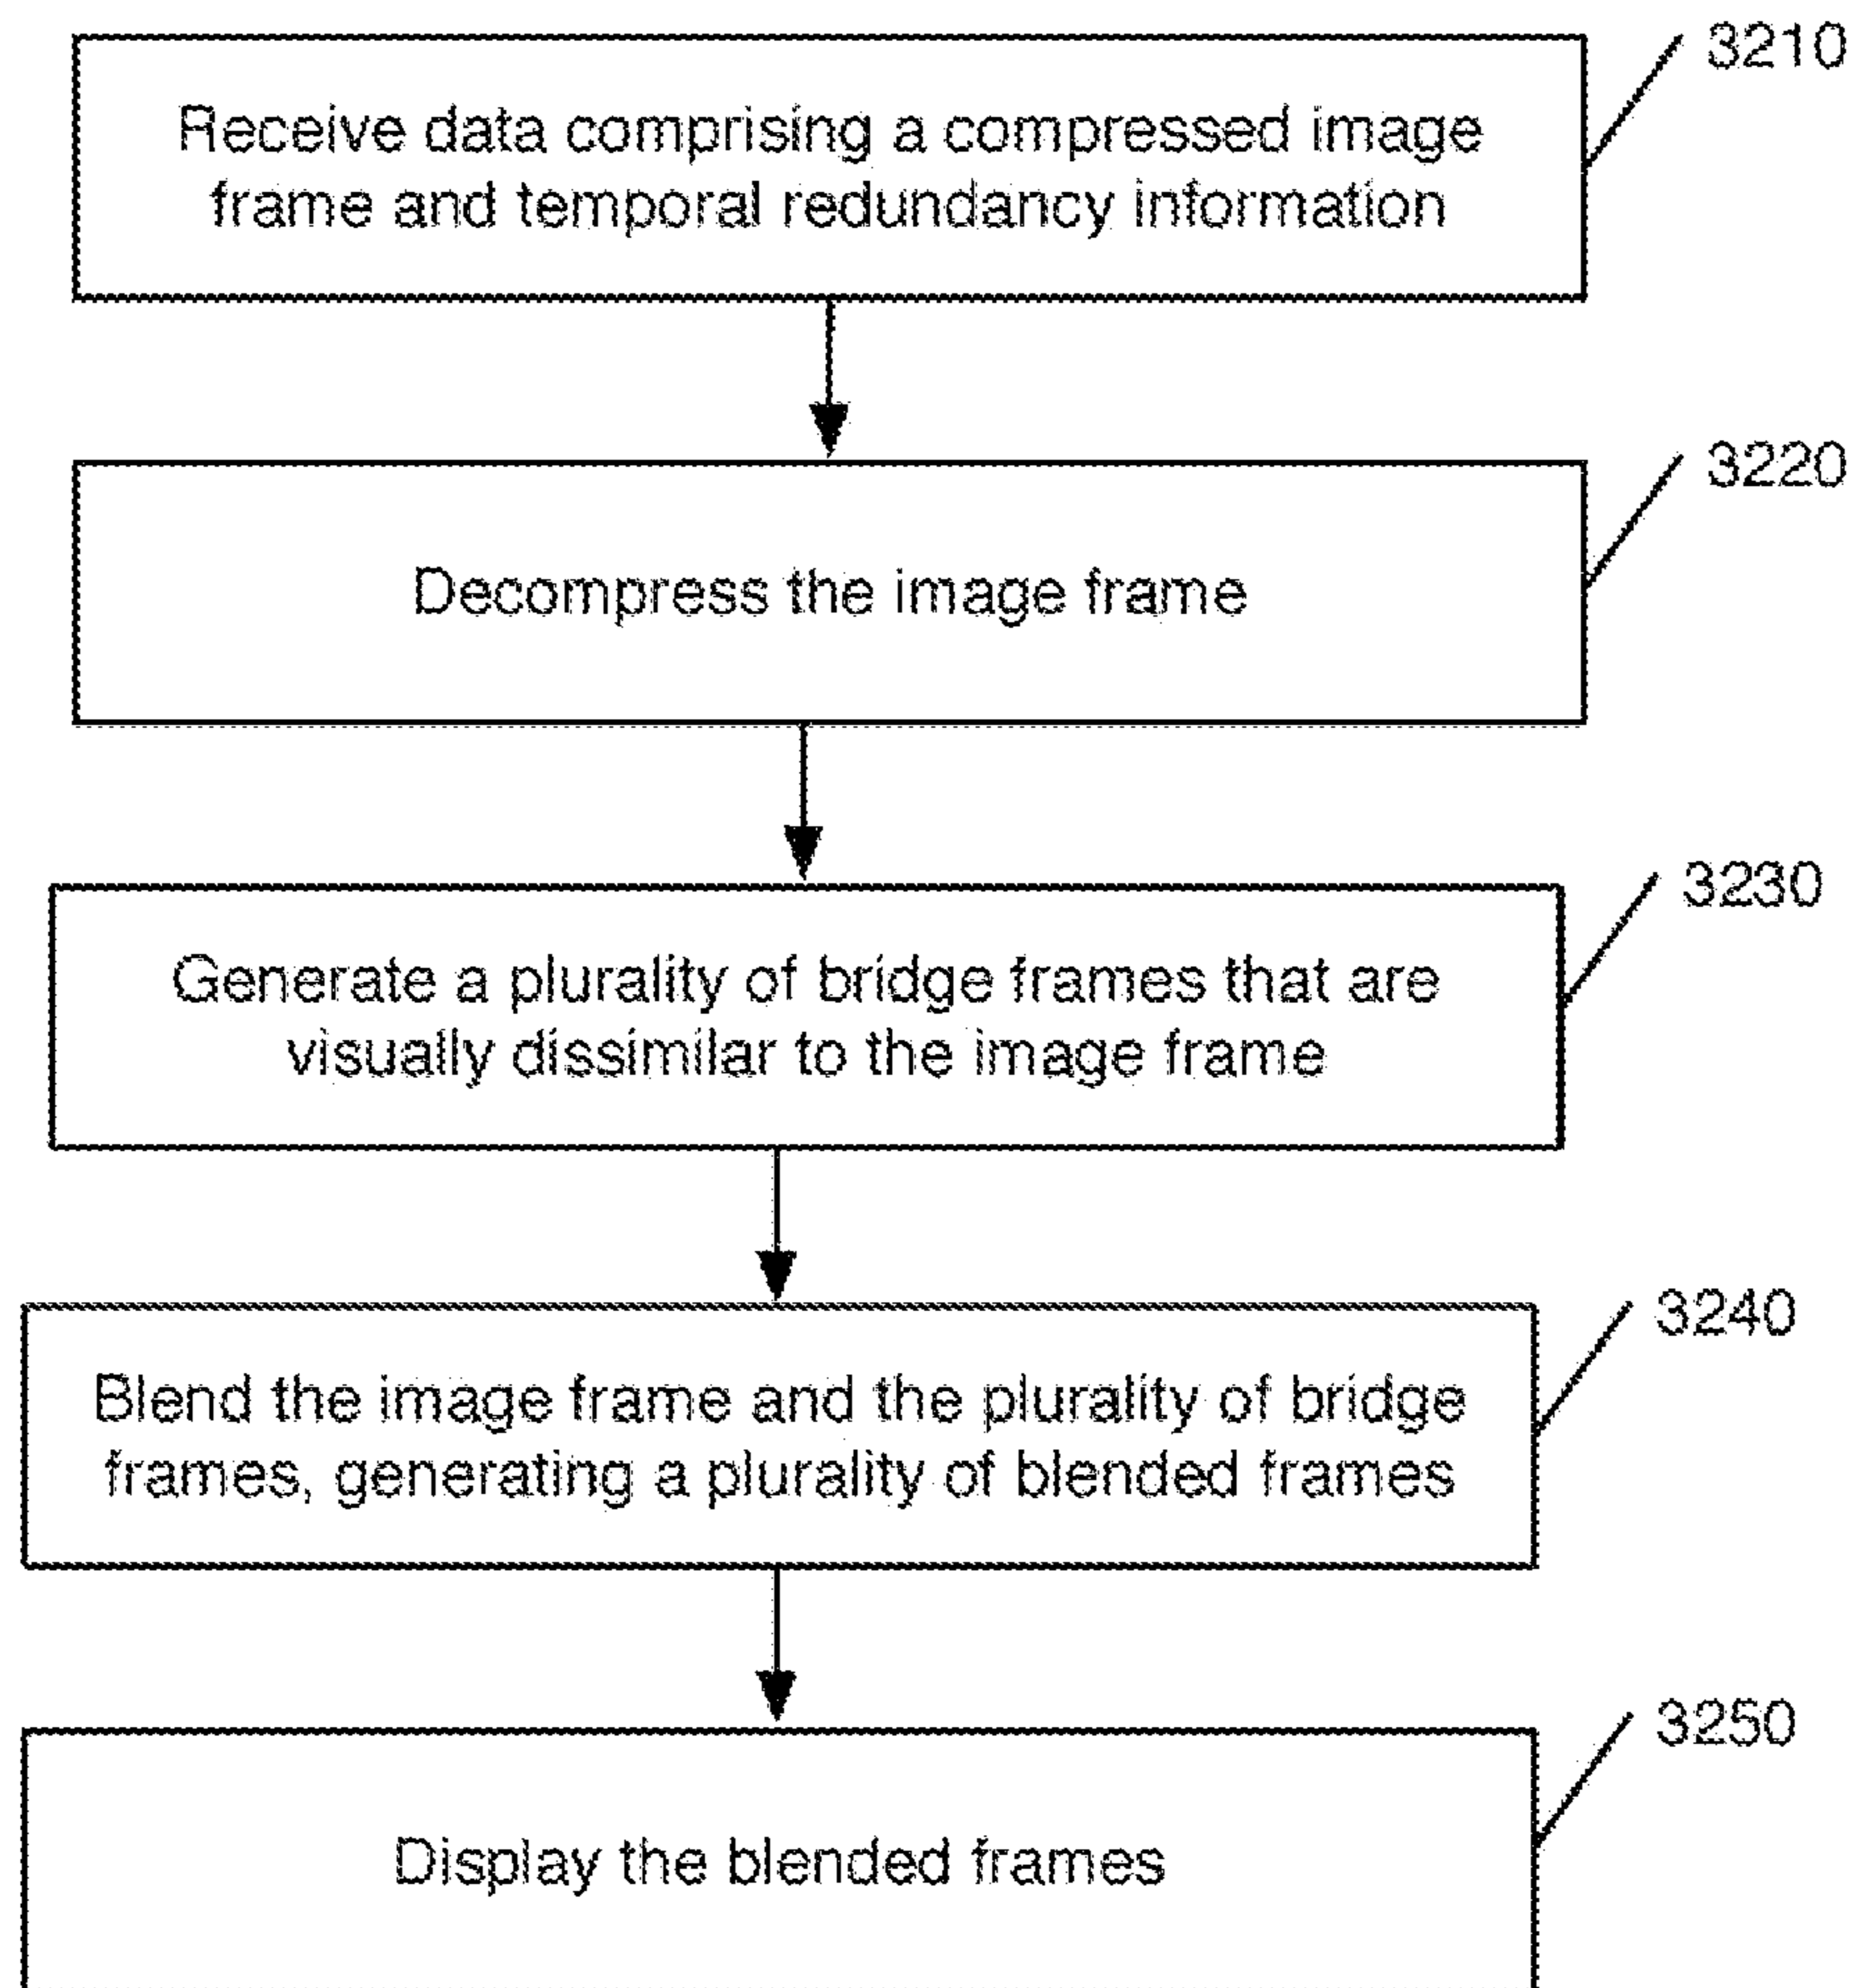 3210
Receive data comprising a compressed image
frame and temporal redundancy information
3220
Decompress the image frame
3230
Generate a plurality of bridge frames that are
visually dissimilar to the image frame
3240
Blend the image frame and the plurality of bridge
frames, generating a plurality of blended frames
3250
Display the blended frames